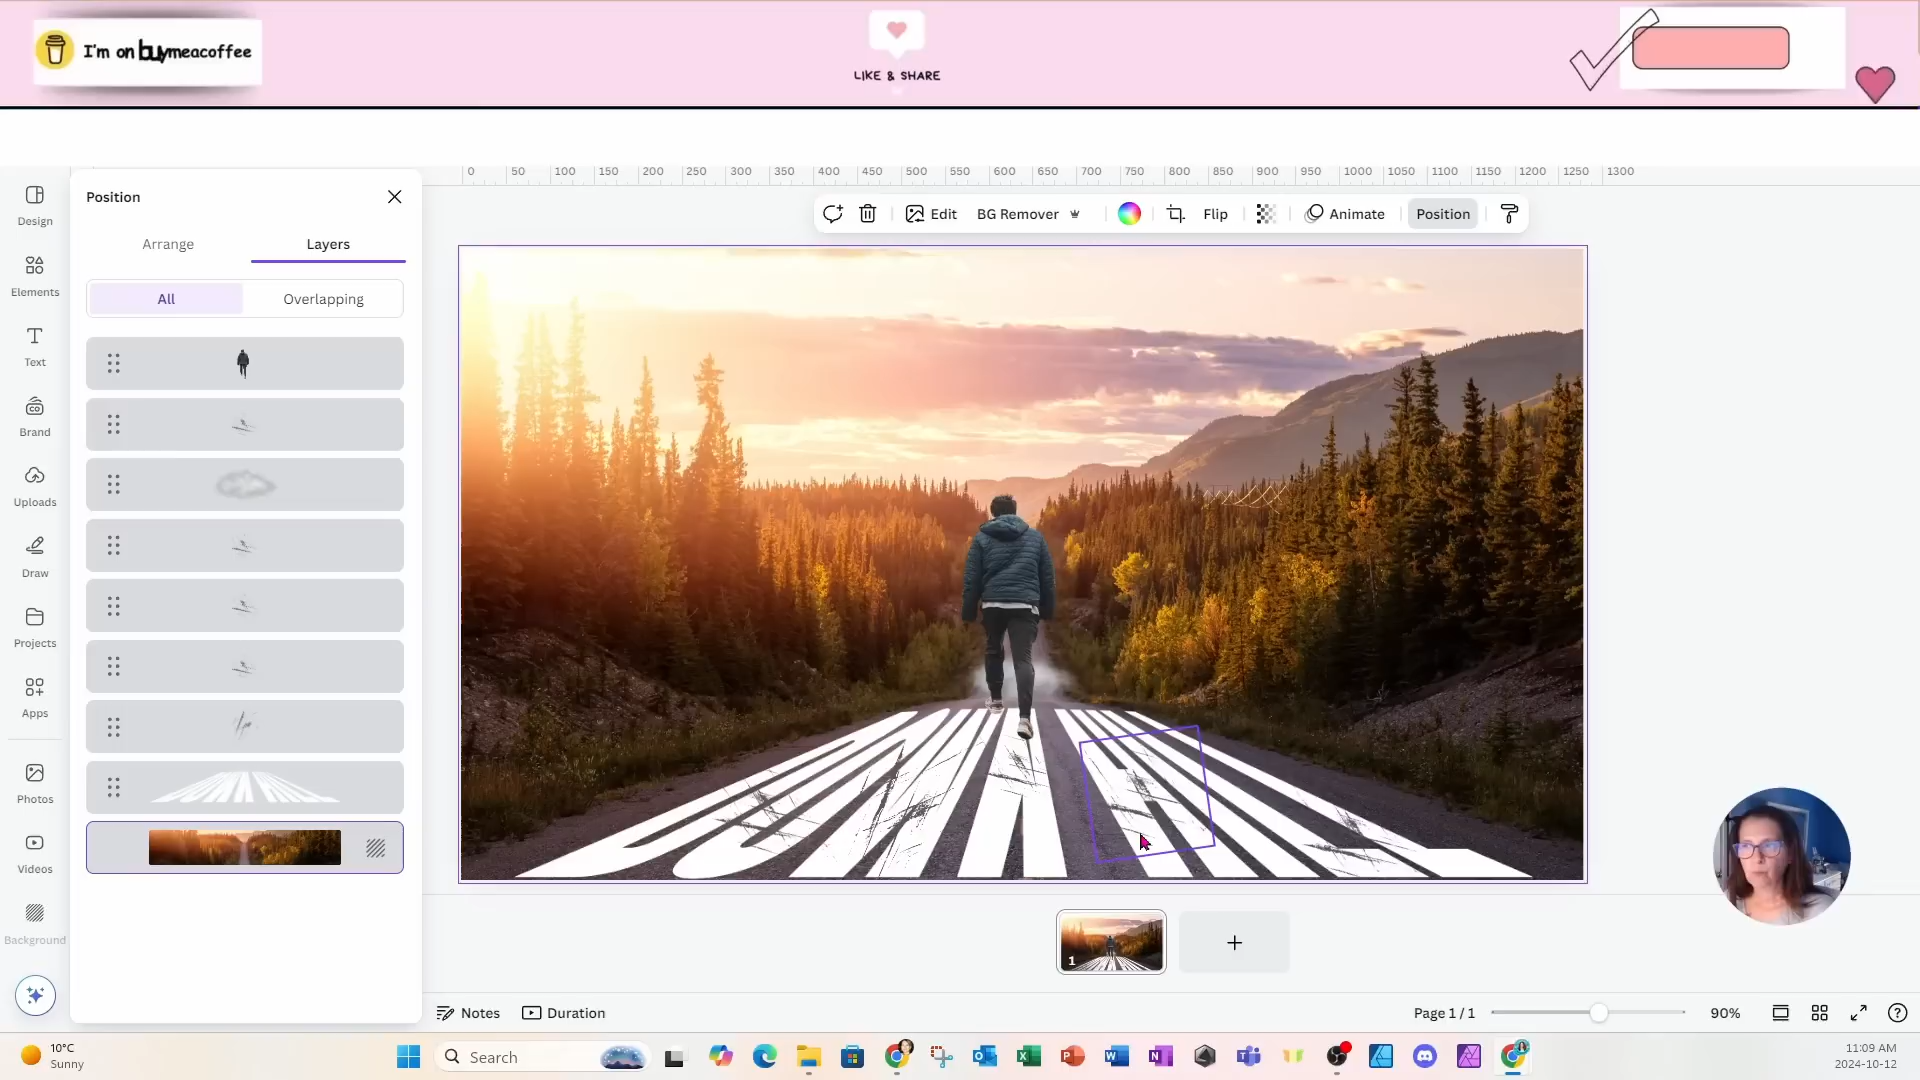 I'm on buymeacoffee
LIKE & SHARE
0 50 100 150 200 250 300 350 400 450 500 550 600 650 700 750 800 850 900 950 1000 1050 1100 1150 1200 1250 1300
Position
Arrange
Layers
All
Overlapping
Edit
BG Remover
Flip
Animate
Position
Design
Elements
Text
Brand
Uploads
Draw
Projects
Apps
Photos
Videos
Background
1
+
Notes
Duration
Page 1 / 1
90%
10°C
Sunny
Search
11:09 AM
2024-10-12